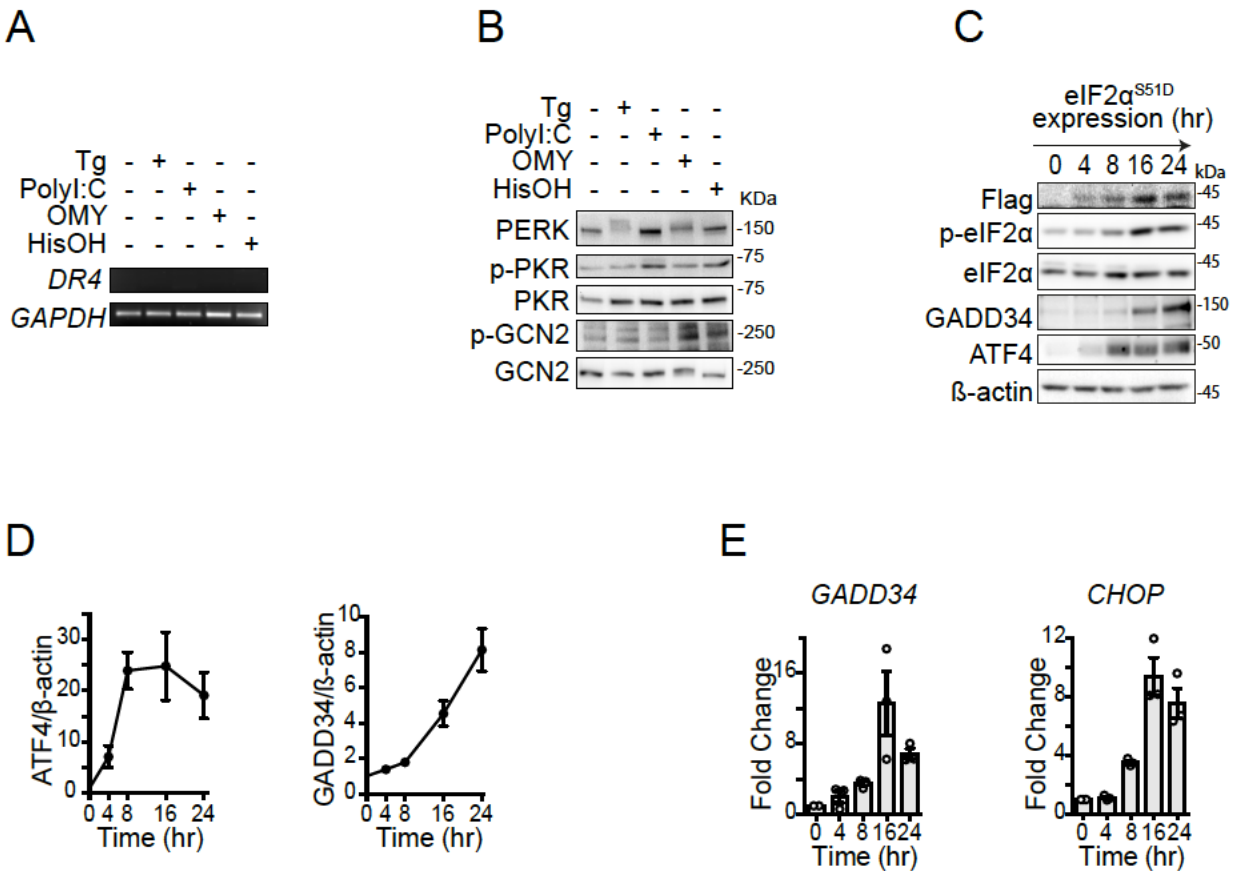 A
Tg - + - - -
PolyI:C - - + - -
OMY - - - + -
HisOH - - - - +
DR4
GAPDH
B
Tg - + - - -
PolyI:C - - + - -
OMY - - - + -
HisOH - - - - +
KDa
PERK -150
p-PKR -75
PKR -75
p-GCN2 -250
GCN2 -250
C
eIF2α^S51D
expression (hr)
0 4 8 16 24
kDa
Flag -45
p-eIF2α -45
eIF2α -45
GADD34 -150
ATF4 -50
ß-actin -45
D
ATF4/β-actin
30
20
10
0
0 4 8 16 24
Time (hr)
GADD34/ß-actin
10
8
6
4
2
0
0 4 8 16 24
Time (hr)
E
GADD34
Fold Change
16
8
0
0 4 8 16 24
Time (hr)
CHOP
Fold Change
12
8
4
0
0 4 8 16 24
Time (hr)